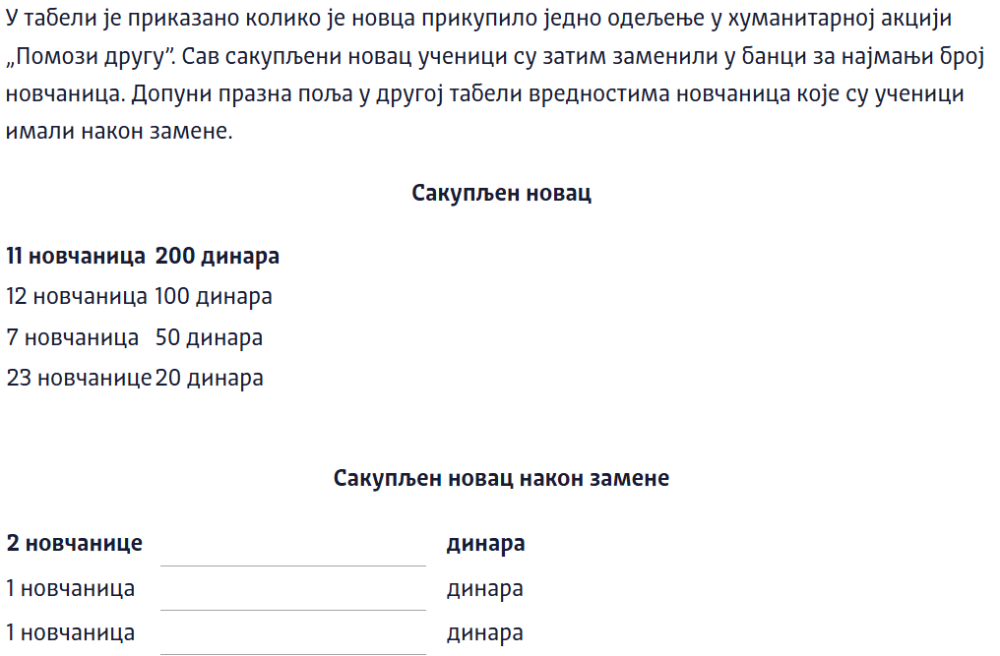 У табели је приказано колико је новца прикупило једно одељење у хуманитарној акцији
„Помози другу”. Сав сакупљени новац ученици су затим заменили у банци за најмањи број
новчаница. Допуни празна поља у другој табели вредностима новчаница које су ученици
имали након замене.
Сакупљен новац
11 новчаница 200 динара
12 новчаница 100 динара
7 новчаница 50 динара
23 новчанице 20 динара
Сакупљен новац након замене
2 новчанице динара
1 новчаница динара
1 новчаница динара